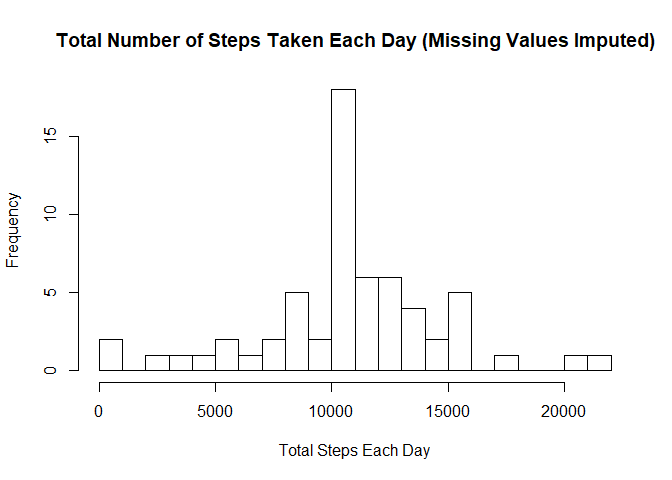 Total Number of Steps Taken Each Day (Missing Values Imputed)
Frequency
15
10
5
0
0 5000 10000 15000 20000
Total Steps Each Day